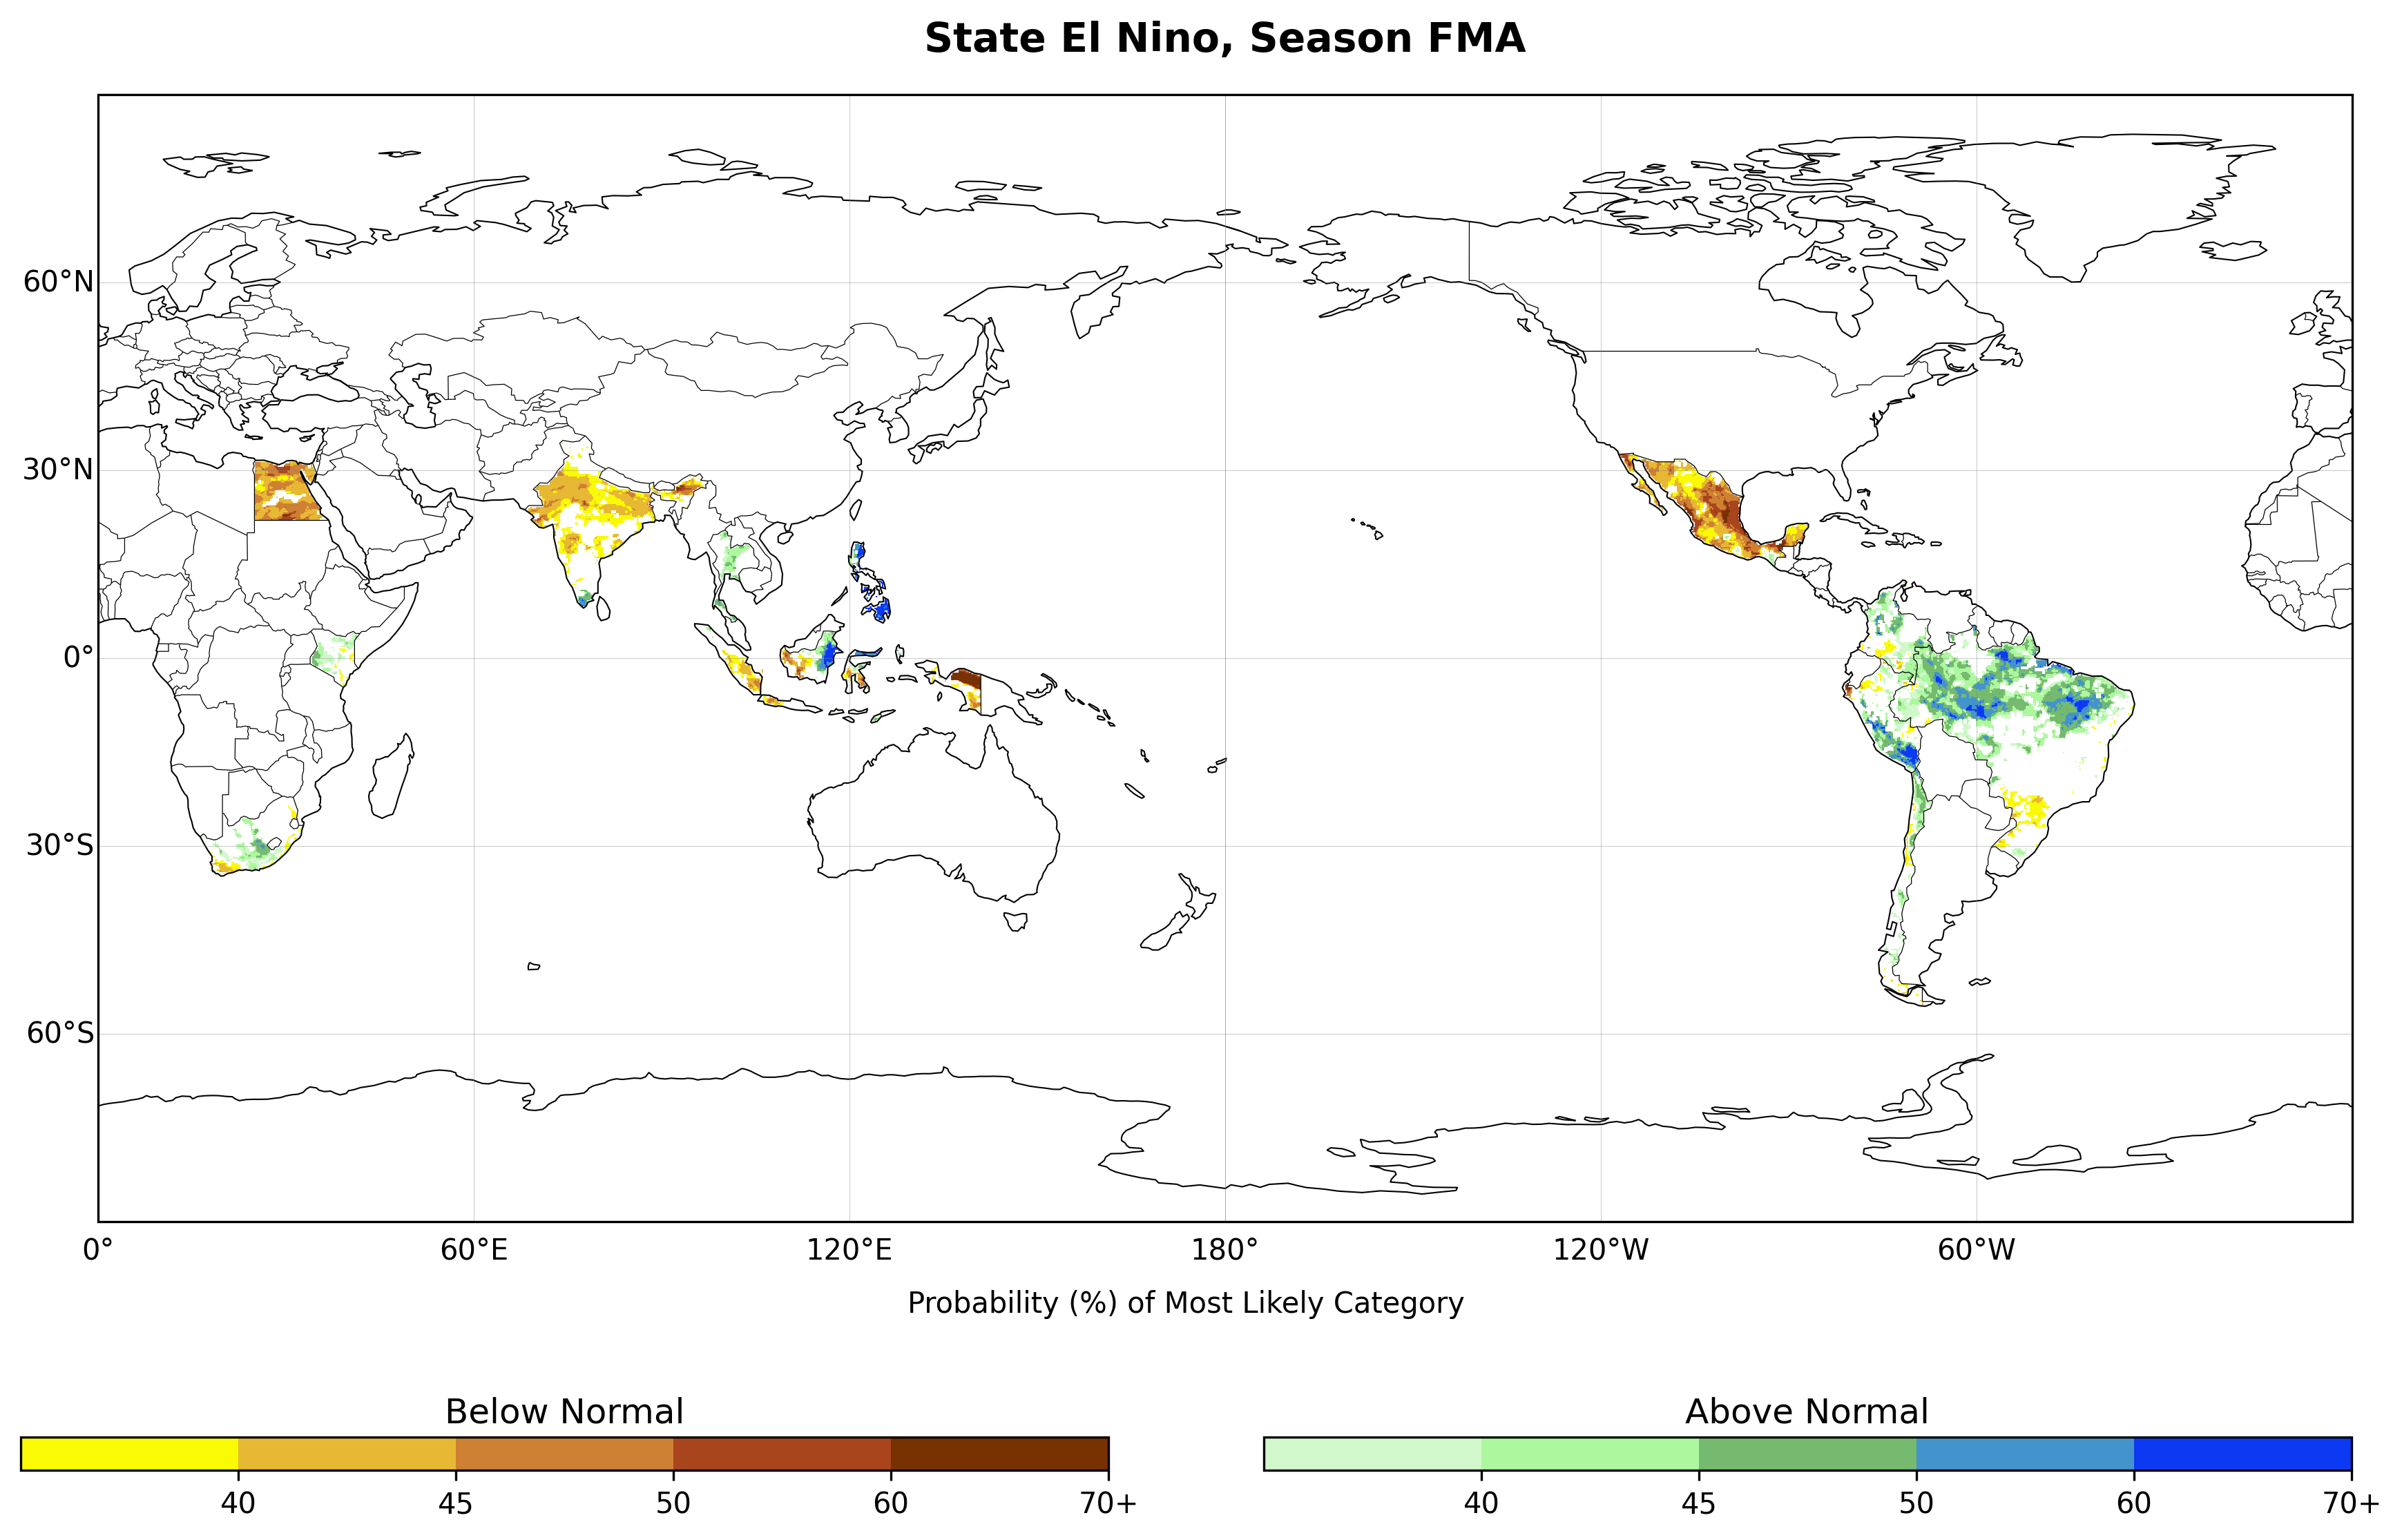 State El Nino, Season FMA
60°N
30°N
0°
30°S
60°S
0° 60°E 120°E 180° 120°W 60°W
Probability (%) of Most Likely Category
Below Normal
40 45 50 60 70+
Above Normal
40 45 50 60 70+